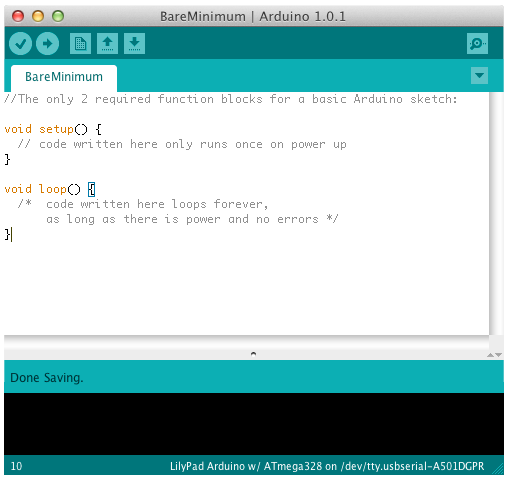 BareMinimum | Arduino 1.0.1
BareMinimum
//The only 2 required function blocks for a basic Arduino sketch:
void setup() {
// code written here only runs once on power up
}
void loop() {
/* code written here loops forever,
as long as there is power and no errors */
}
Done Saving.
10 LilyPad Arduino w/ ATmega328 on /dev/tty.usbserial-A501DGPR